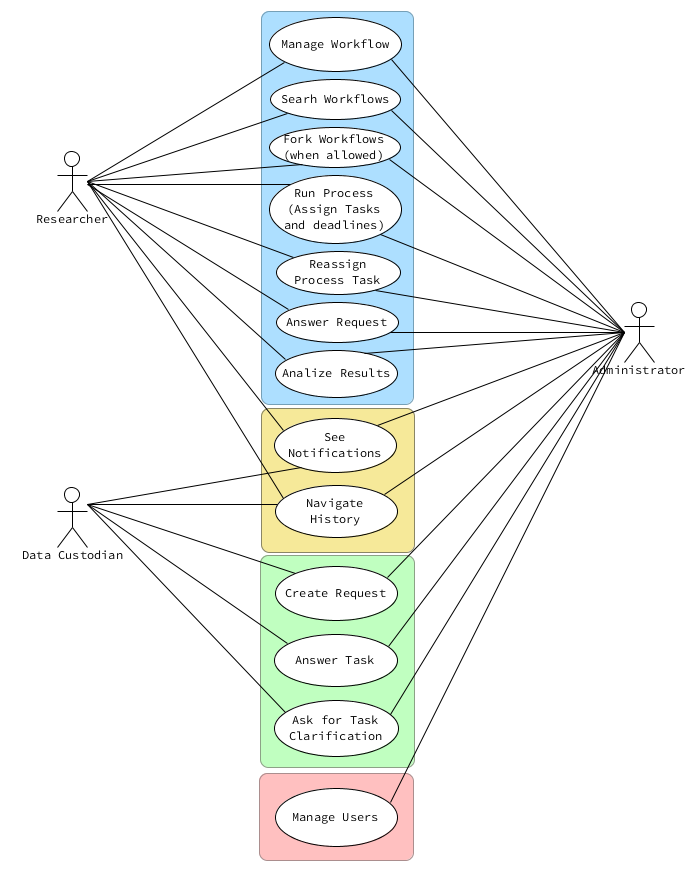 Manage Workflow
Searh Workflows
Fork Workflows
(when allowed)
Run Process
(Assign Tasks
and deadlines)
Researcher
Reassign
Process Task
Answer Request
Analize Results
Administrator
See
Notifications
Navigate
History
Data Custodian
Create Request
Answer Task
Ask for Task
Clarification
Manage Users